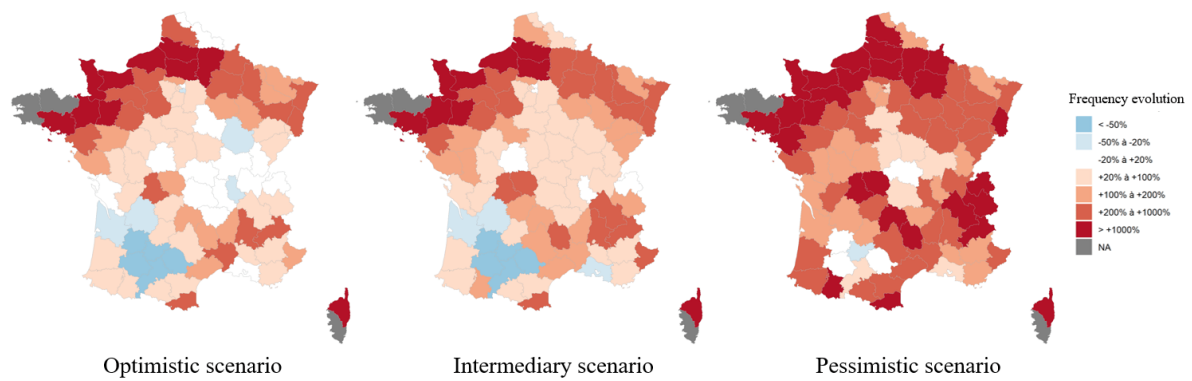 Frequency evolution
< -50%
-50% à -20%
-20% à +20%
+20% à +100%
+100% à +200%
+200% à +1000%
> +1000%
NA
Optimistic scenario
Intermediary scenario
Pessimistic scenario